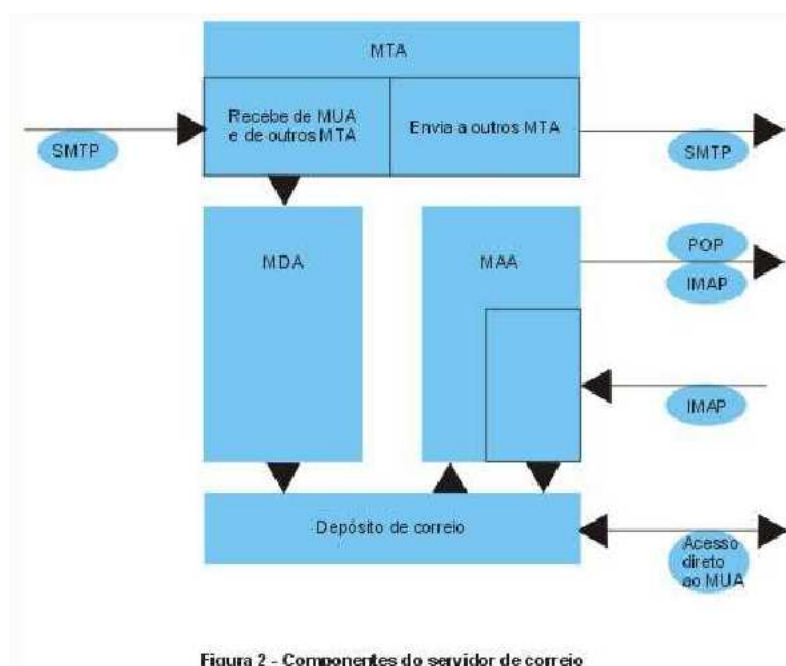 MTA
Recebe de MUA
e de outros MTA
Envia a outros MTA
SMTP
SMTP
MDA
MAA
POP
IMAP
IMAP
Depósito de correio
Acesso
direto
ao MUA
Figura 2 - Componentes do servidor de correio